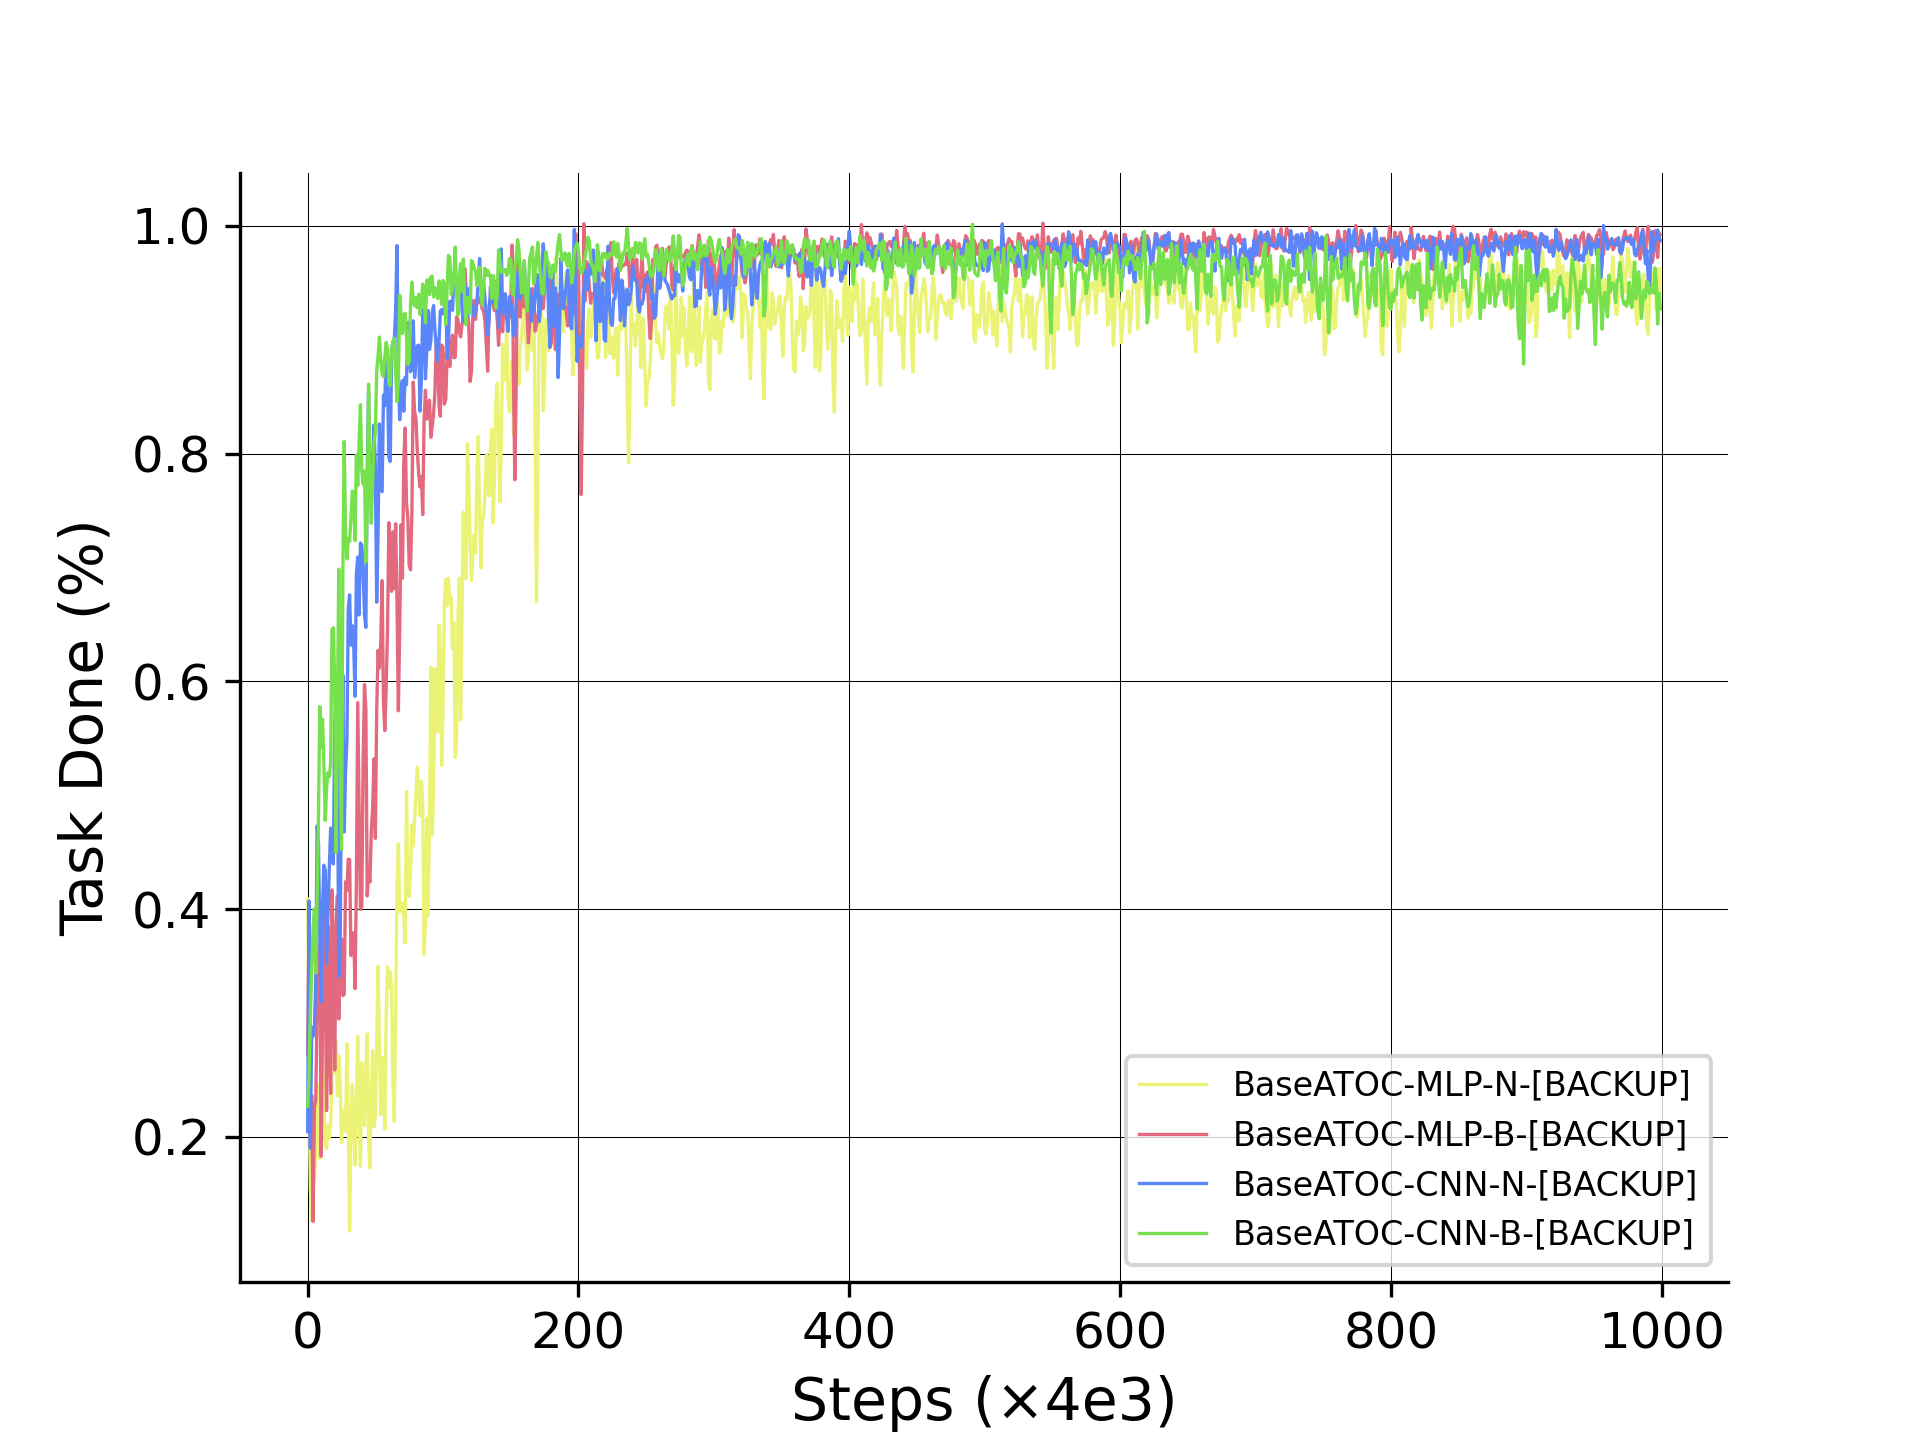 1.0
0.8
0.6
0.4
0.2
Task Done (%)
0 200 400 600 800 1000
Steps (×4e3)
BaseATOC-MLP-N-[BACKUP]
BaseATOC-MLP-B-[BACKUP]
BaseATOC-CNN-N-[BACKUP]
BaseATOC-CNN-B-[BACKUP]